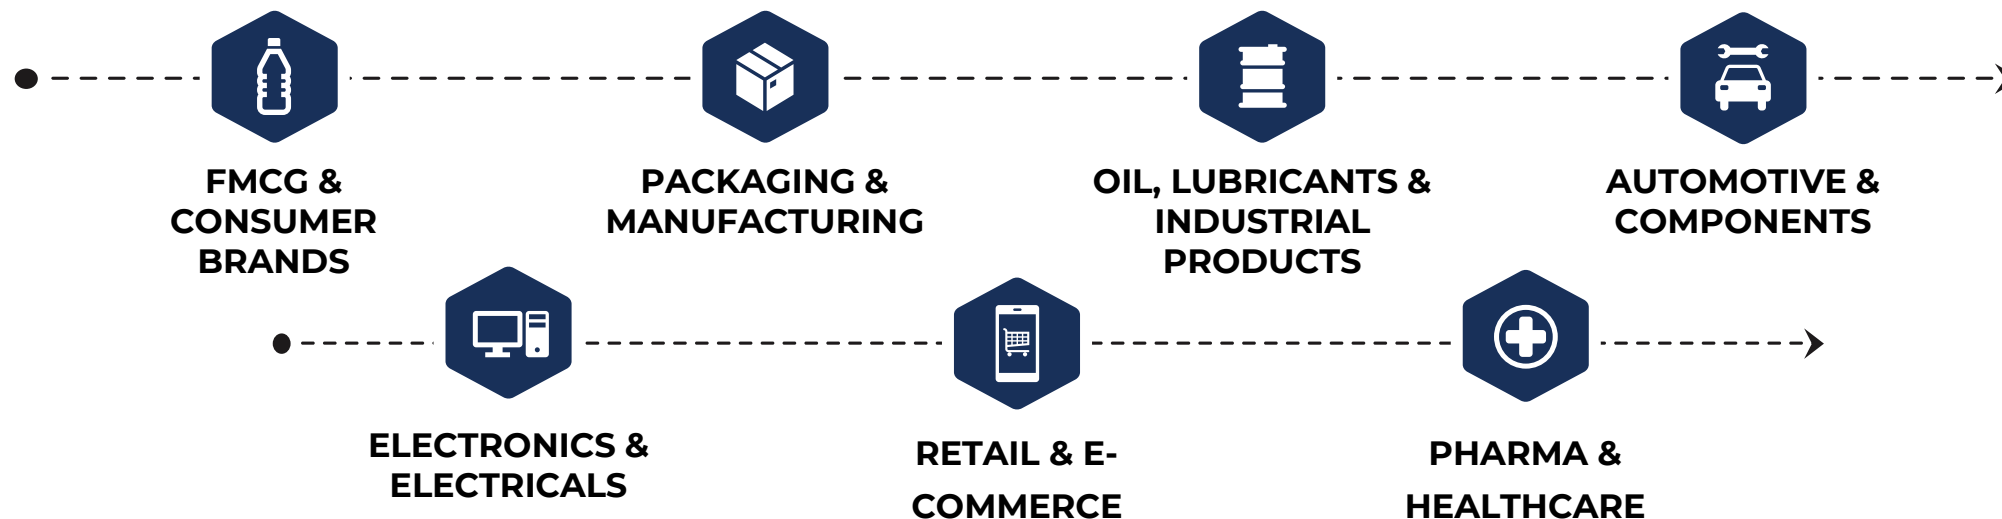 FMCG &
CONSUMER
BRANDS
PACKAGING &
MANUFACTURING
OIL, LUBRICANTS &
INDUSTRIAL
PRODUCTS
AUTOMOTIVE &
COMPONENTS
ELECTRONICS &
ELECTRICALS
RETAIL & E-
COMMERCE
PHARMA &
HEALTHCARE